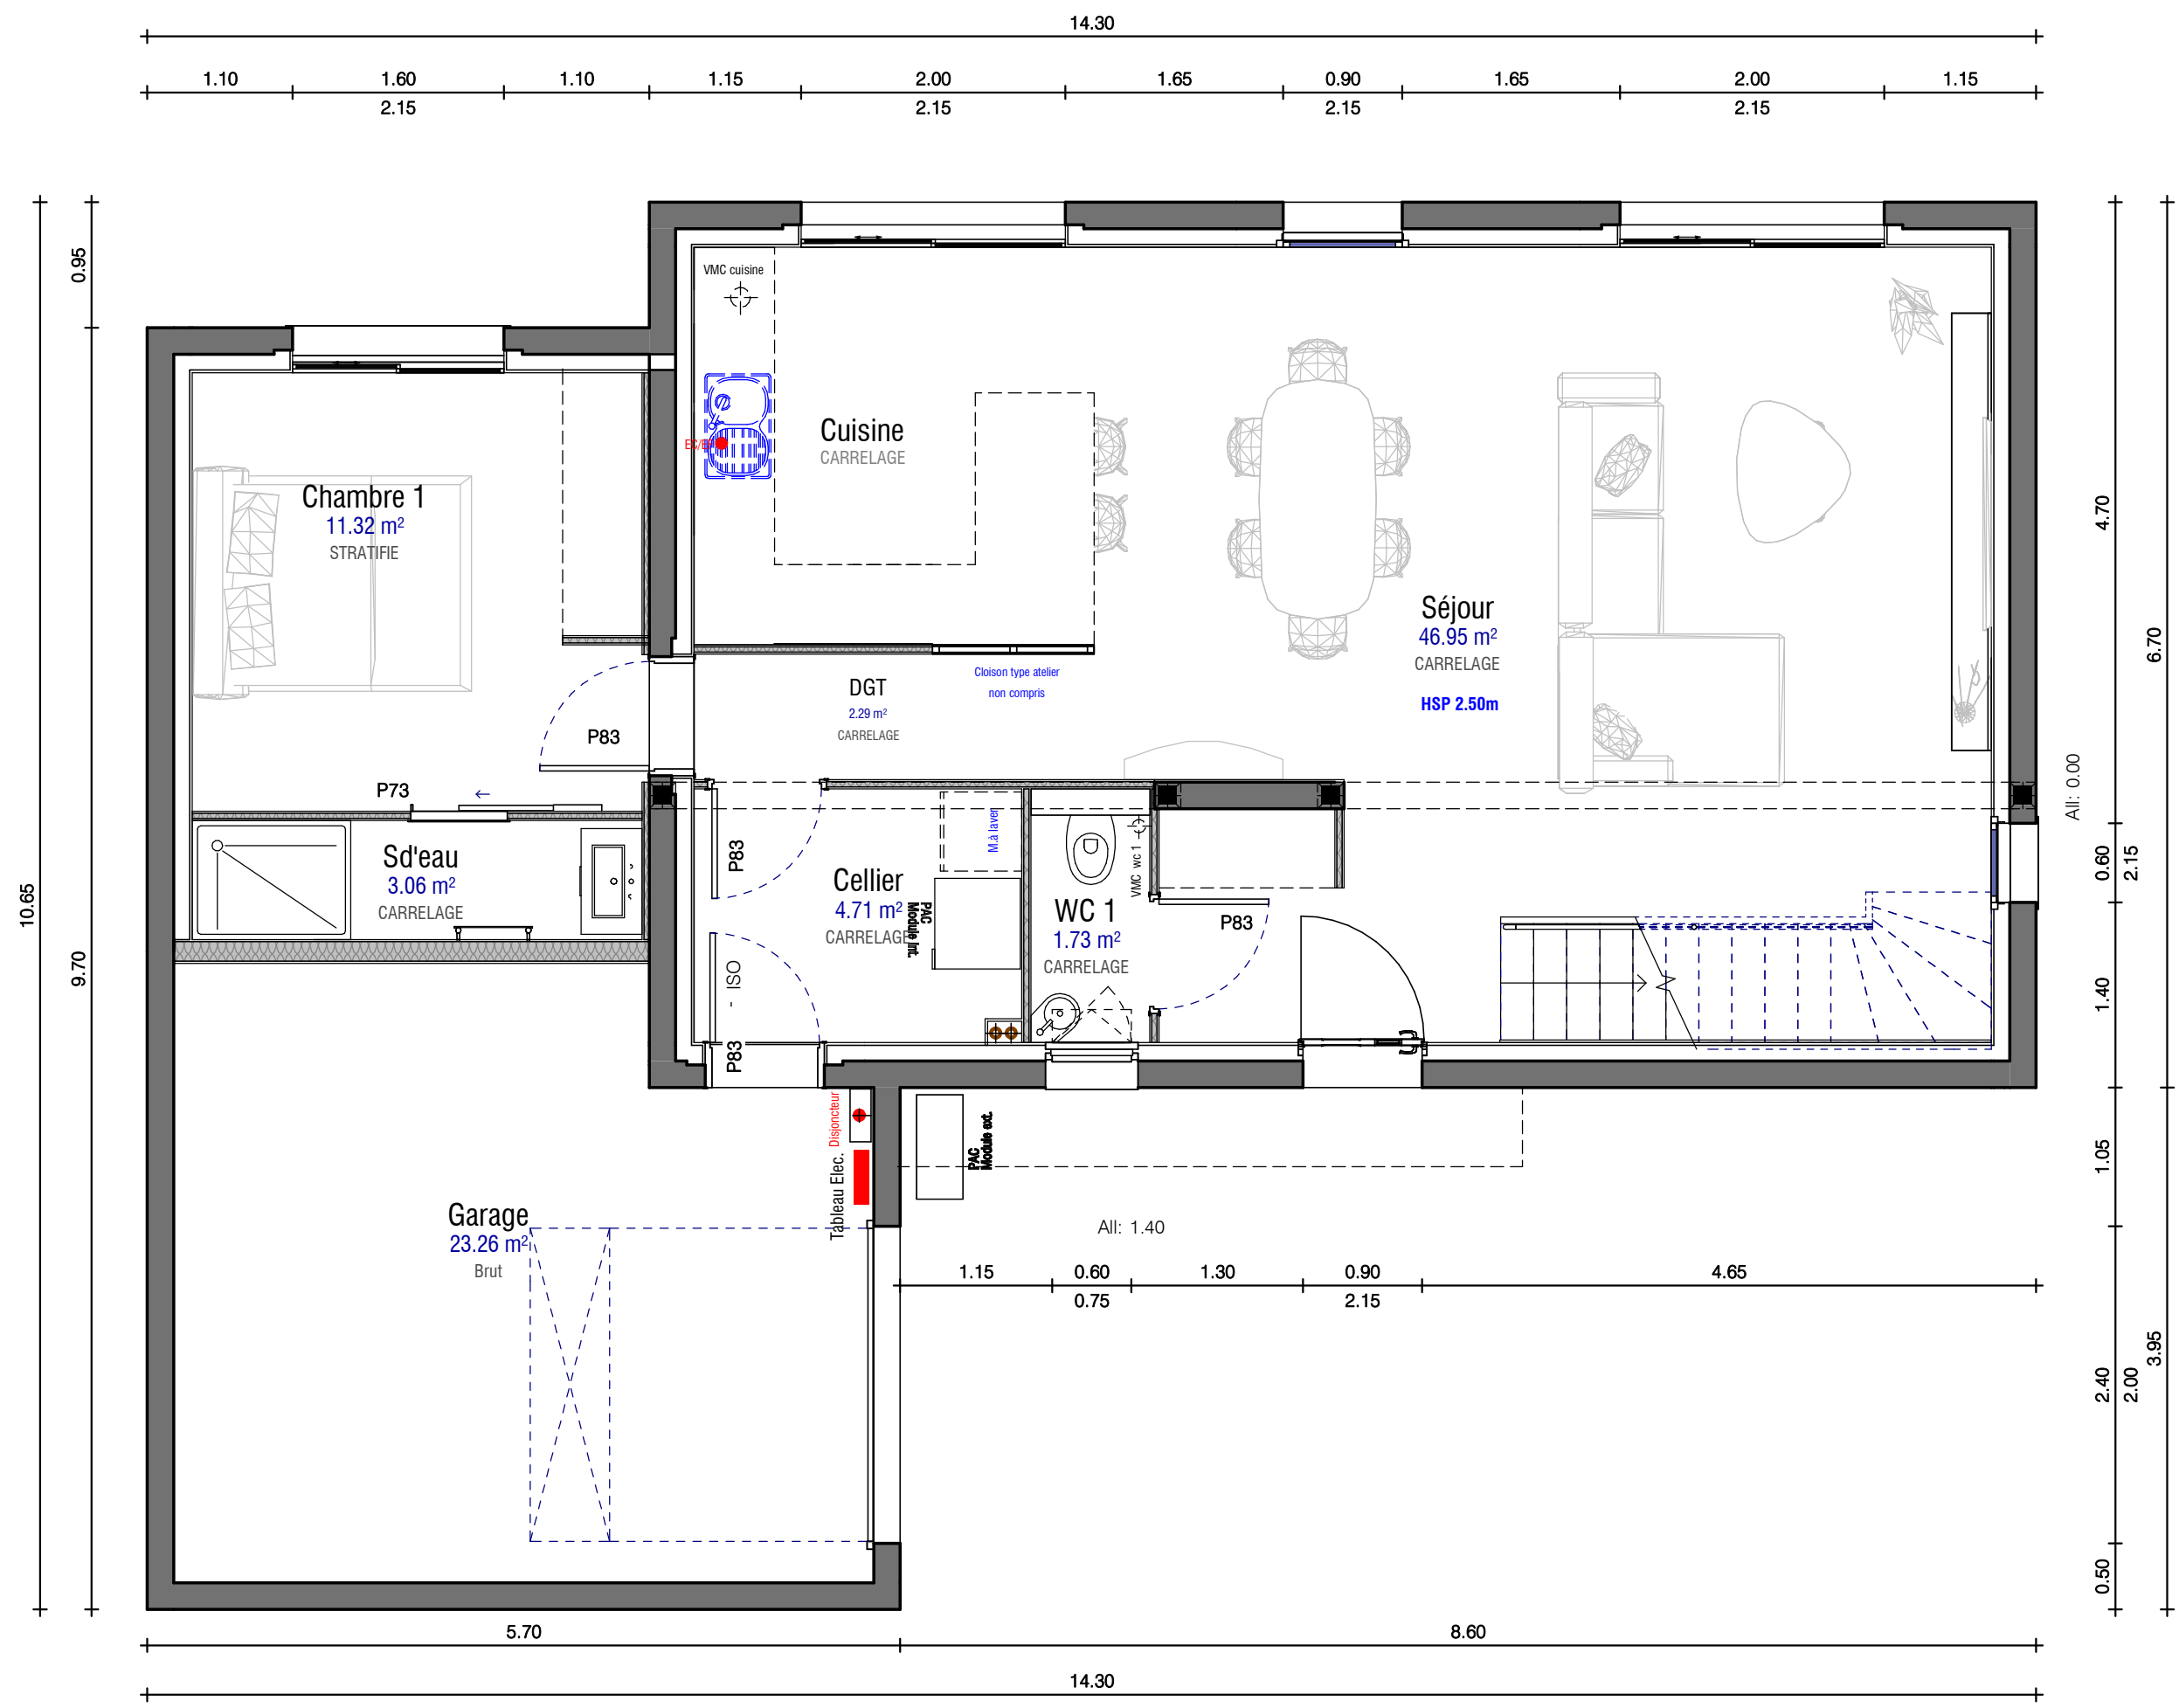 14.30
1.10 1.60 1.10 1.15 2.00 1.65 0.90 1.65 2.00 1.15
2.15 2.15 2.15 2.15
0.95
10.65
9.70
VMC cuisine
Cuisine
CARRELAGE
Chambre 1
11.32 m²
STRATIFIE
Séjour
46.95 m²
CARRELAGE
HSP 2.50m
Cloison type atelier
non compris
DGT
2.29 m²
CARRELAGE
P83
P73
Sd'eau
3.06 m²
CARRELAGE
P83
M.à laver
Cellier
4.71 m²
CARRELAGE
PAC
Module Int.
P83 - ISO
VMC wc 1
WC 1
1.73 m²
CARRELAGE
P83
All: 0.00
4.70
6.70
0.60
2.15
1.40
1.05
2.40
2.00
3.95
0.50
Disjoncteur
Tableau Elec.
PAC
Module ext.
All: 1.40
Garage
23.26 m²
Brut
1.15 0.60 1.30 0.90 4.65
0.75 2.15
5.70 8.60
14.30